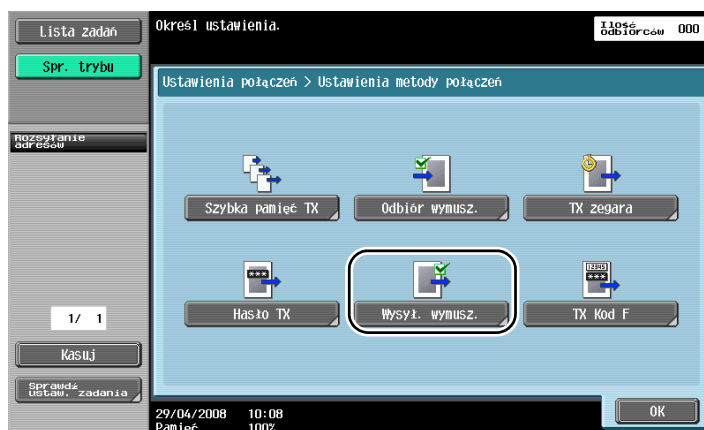 Lista zadań
Określ ustawienia.
Ilość
odbiorców 000
Spr. trybu
Ustawienia połączeń > Ustawienia metody połączeń
Rozsyłanie
adresów
Szybka pamięć TX
Odbiór wymusz.
TX zegara
***
12345
***
Hasło TX
Wysył. wymusz.
TX Kod F
1/ 1
Kasuj
Sprawdź
ustaw. zadania
29/04/2008 10:08
Pamięć 100%
OK